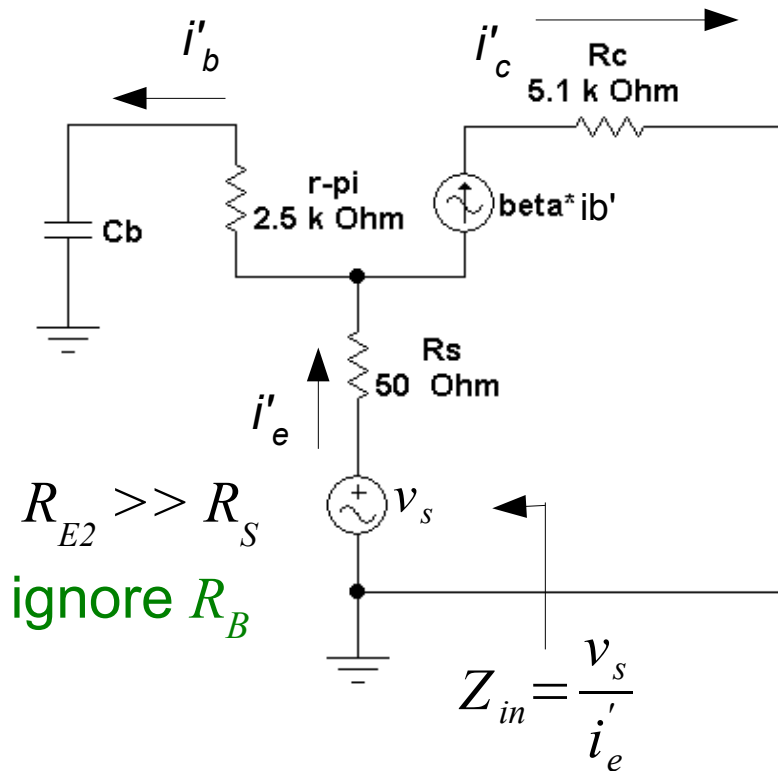 i'b
i'c
Rc
5.1 k Ohm
r-pi
2.5 k Ohm
beta* ib'
Cb
Rs
50 Ohm
i'e
+
vs
RE2 >> RS
ignore RB
Zin = vs / i'e